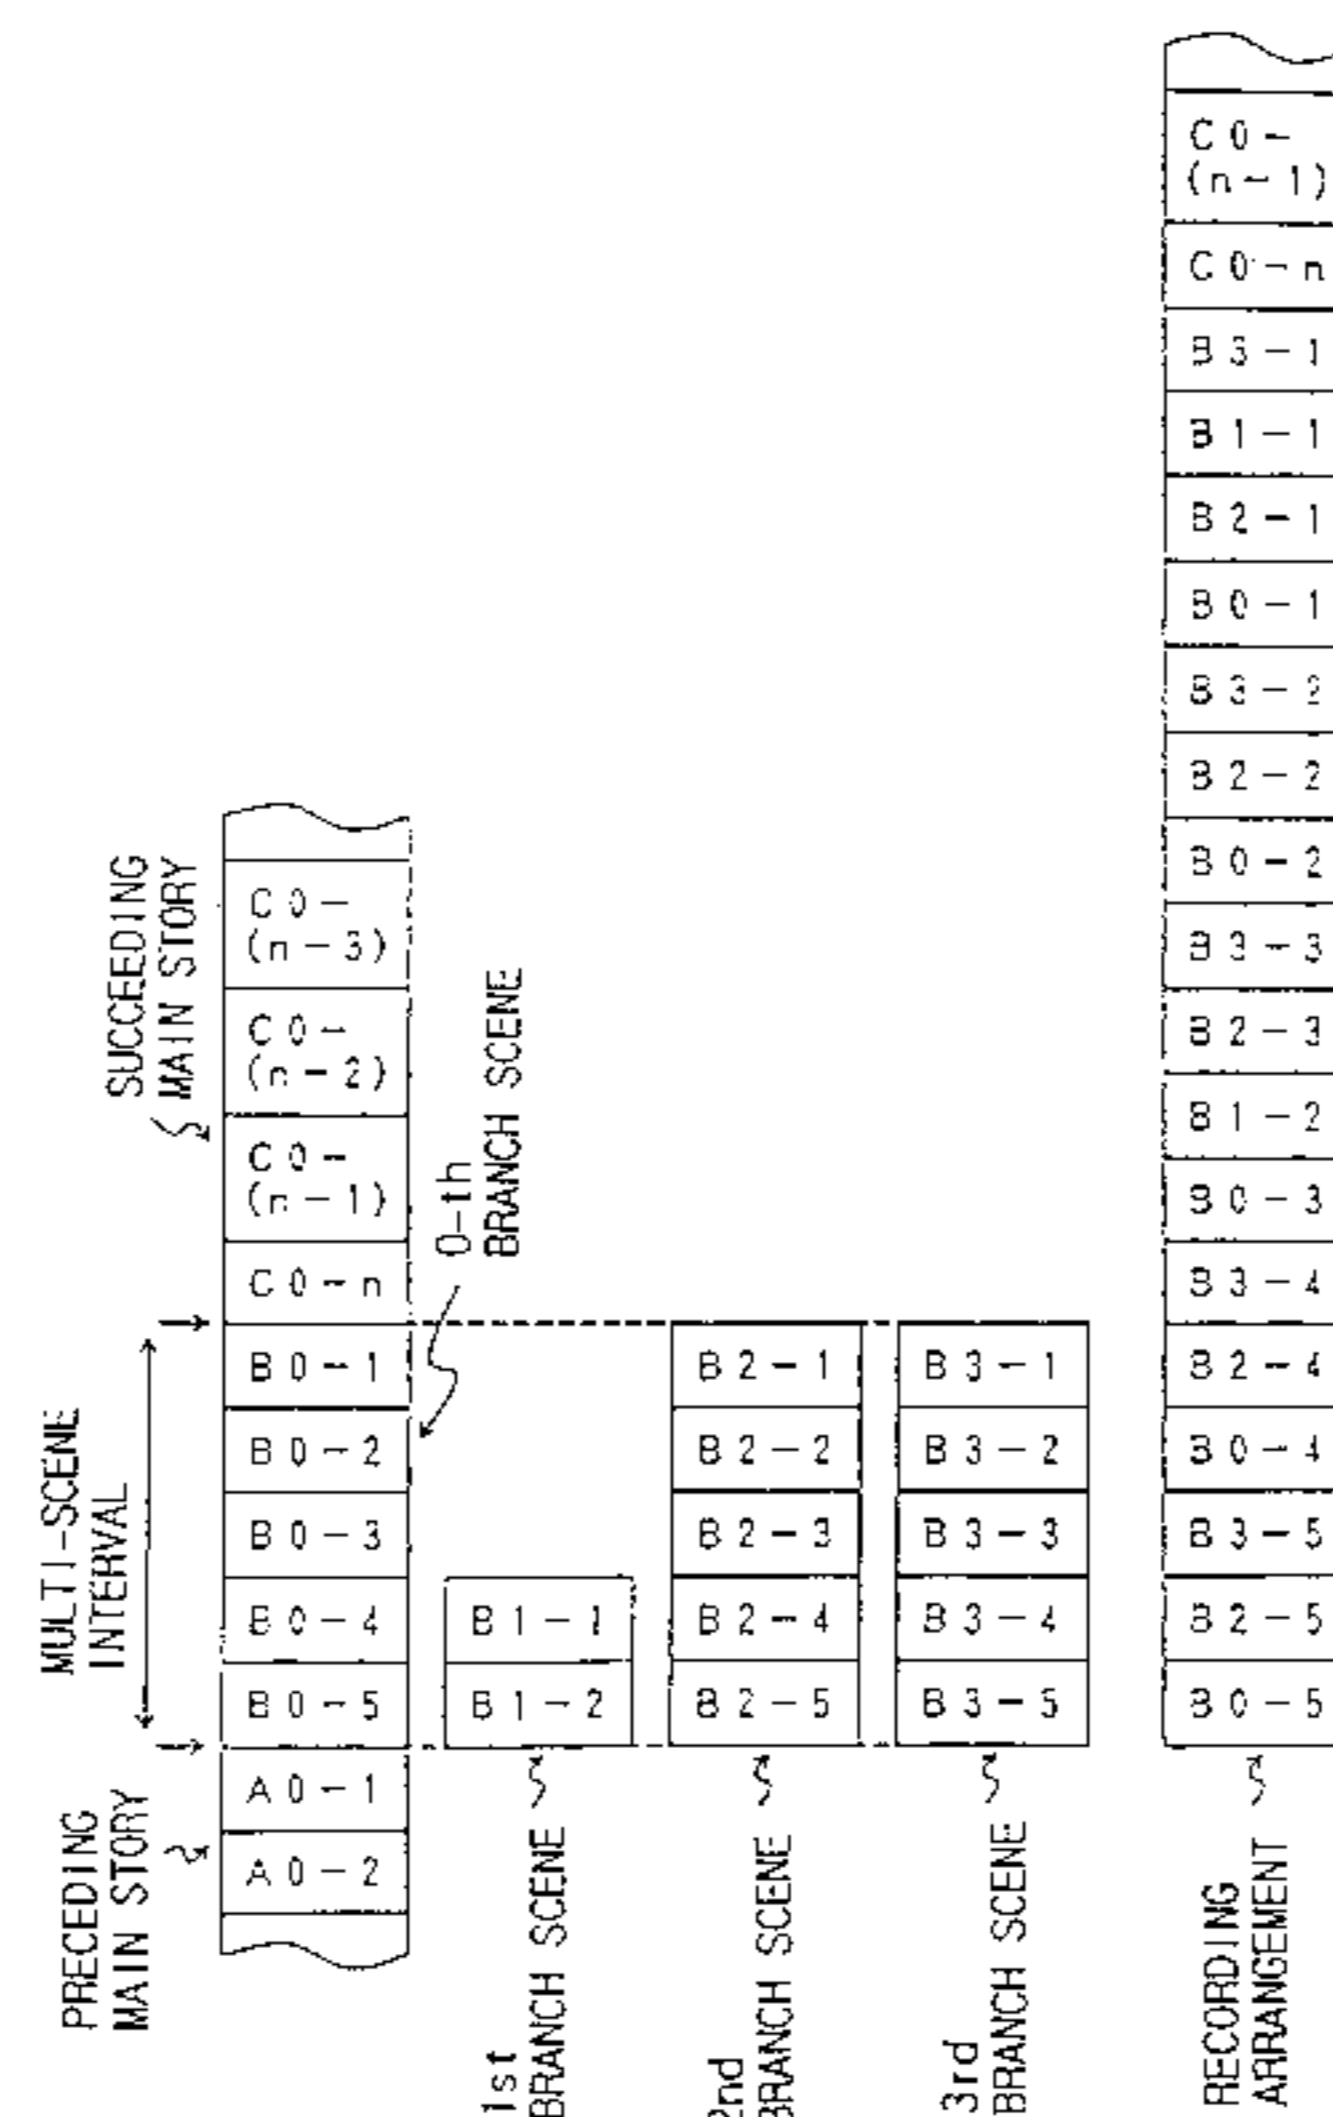 SUCCEEDING
MAIN STORY
C0-
(n-3)
C0-
(n-2)
C0-
(n-1)
C0-n
B0-1
B0-2
B0-3
B0-4
B0-5
A0-1
A0-2
MULTI-SCENE
INTERVAL
PRECEDING
MAIN STORY
0-th
BRANCH SCENE
B1-1
B1-2
1st
BRANCH SCENE
B2-1
B2-2
B2-3
B2-4
B2-5
2nd
BRANCH SCENE
B3-1
B3-2
B3-3
B3-4
B3-5
3rd
BRANCH SCENE
C0-
(n-1)
C0-n
B3-1
B1-1
B2-1
B0-1
B3-2
B2-2
B0-2
B3-3
B2-3
B1-2
B0-3
B3-4
B2-4
B0-4
B3-5
B2-5
B0-5
RECORDING
ARRANGEMENT